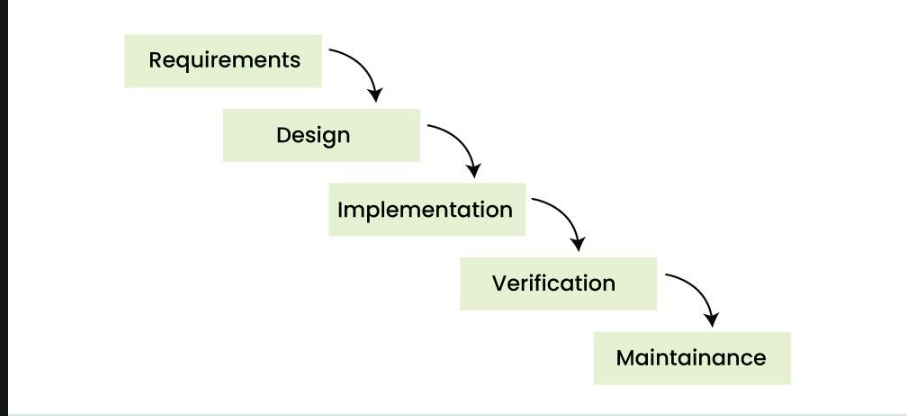 Requirements
Design
Implementation
Verification
Maintainance